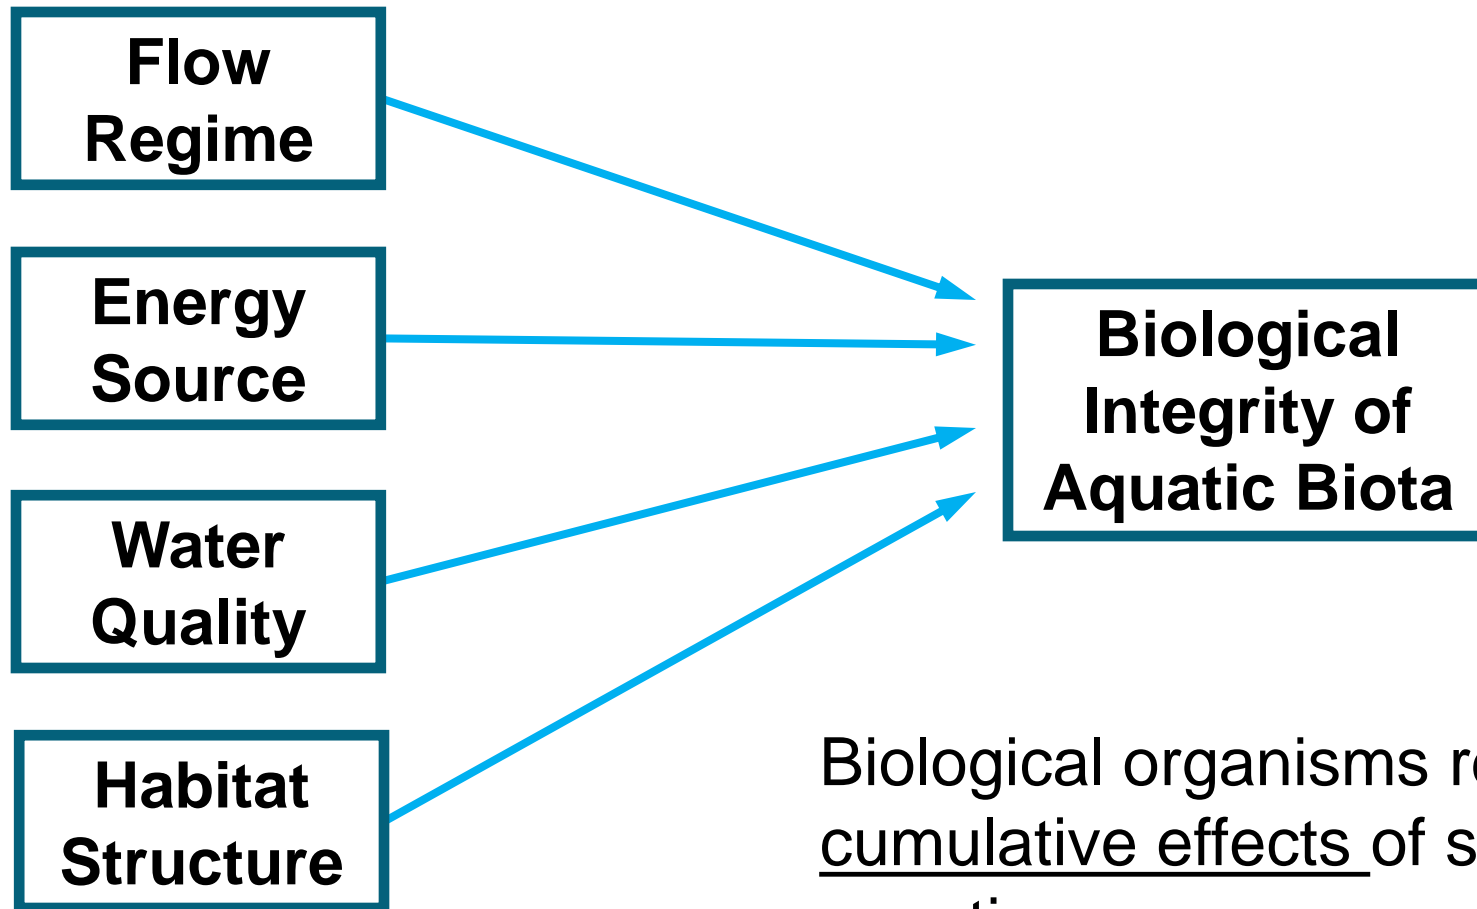 Flow
Regime
Energy
Source
Water
Quality
Habitat
Structure
Biological
Integrity of
Aquatic Biota
Biological organisms
cumulative effects of